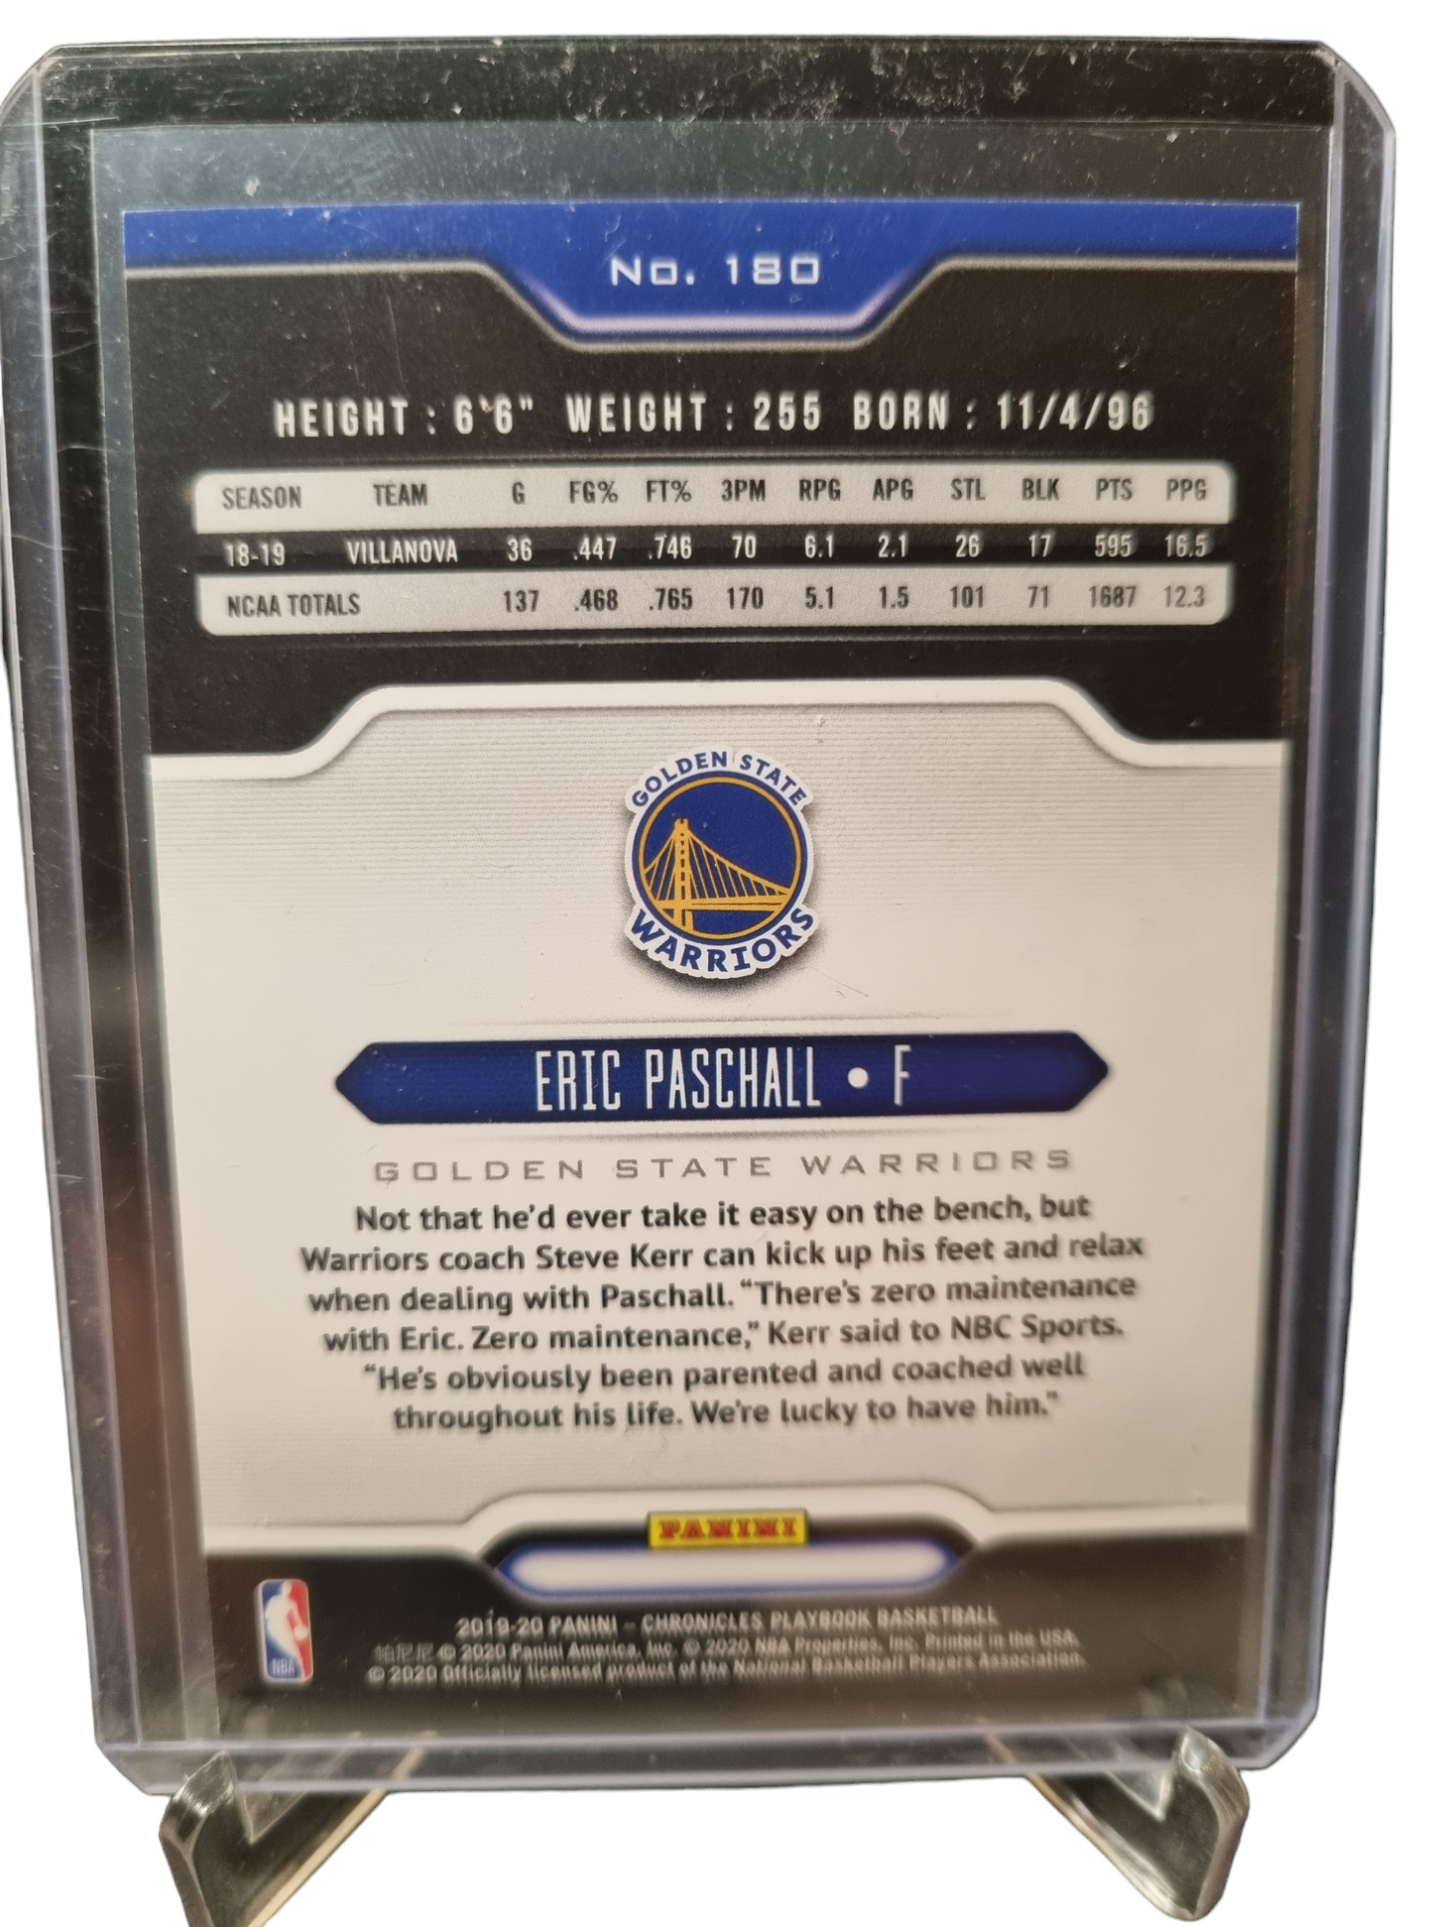 No. 180
HEIGHT : 6'6" WEIGHT : 255 BORN : 11/4/96
SEASON TEAM G FG% FT% 3PM RPG APG STL BLK PTS PPG
18-19 VILLANOVA 36 .447 .746 70 6.1 2.1 26 17 595 16.5
NCAA TOTALS 137 .468 .765 170 5.1 1.5 101 71 1687 12.3
GOLDEN STATE
WARRIORS
ERIC PASCHALL • F
GOLDEN STATE WARRIORS
Not that he'd ever take it easy on the bench, but
Warriors coach Steve Kerr can kick up his feet and relax
when dealing with Paschall. "There's zero maintenance
with Eric. Zero maintenance," Kerr said to NBC Sports.
"He's obviously been parented and coached well
throughout his life. We're lucky to have him."
PANINI
NBA
2019-20 PANINI – CHRONICLES PLAYBOOK BASKETBALL
帕尼尼 © 2020 Panini America, Inc. © 2020 NBA Properties, Inc. Printed in the USA.
© 2020 Officially licensed product of the National Basketball Players Association.